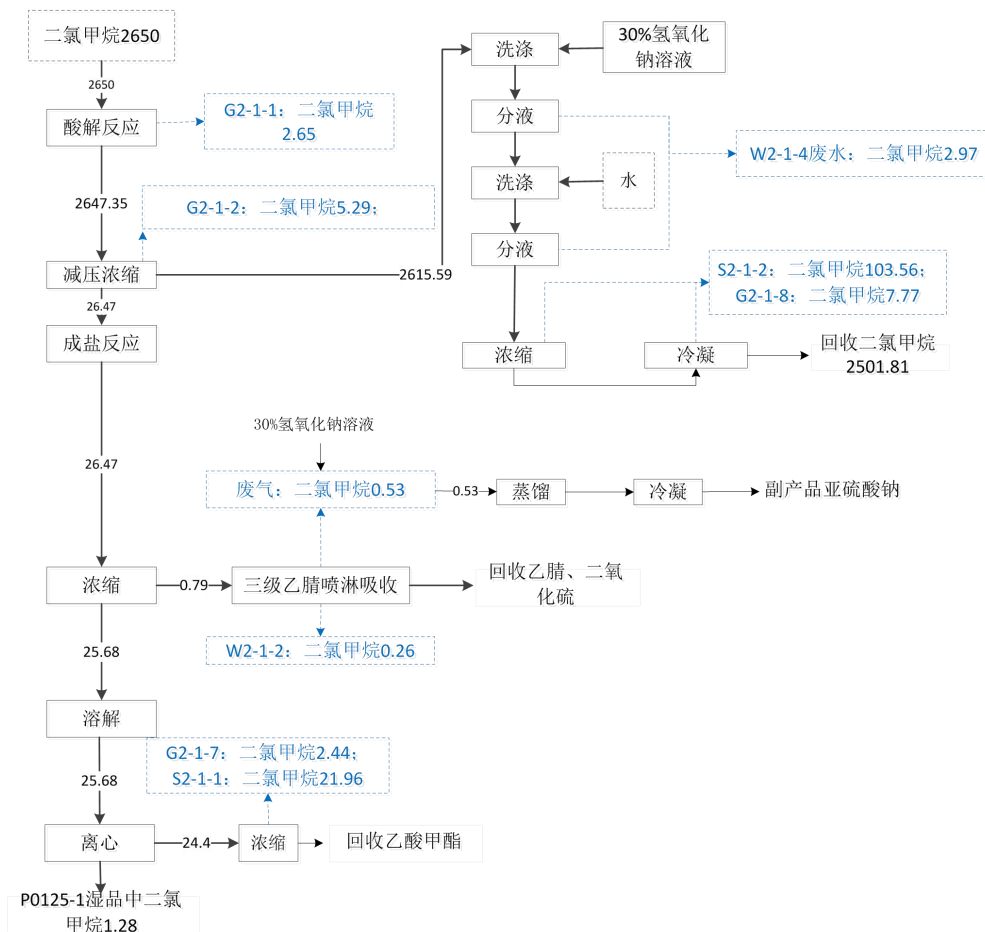 二氯甲烷2650
2650
酸解反应
G2-1-1：二氯甲烷
2.65
2647.35
G2-1-2：二氯甲烷5.29；
减压浓缩
2615.59
26.47
成盐反应
洗涤
30%氢氧化
钠溶液
分液
W2-1-4废水：二氯甲烷2.97
洗涤
水
分液
S2-1-2：二氯甲烷103.56；
G2-1-8：二氯甲烷7.77
浓缩
冷凝
回收二氯甲烷
2501.81
30%氢氧化钠溶液
26.47
废气：二氯甲烷0.53
0.53
蒸馏
冷凝
副产品亚硫酸钠
浓缩
0.79
三级乙腈喷淋吸收
回收乙腈、二氧
化硫
25.68
W2-1-2：二氯甲烷0.26
溶解
G2-1-7：二氯甲烷2.44；
S2-1-1：二氯甲烷21.96
25.68
离心
24.4
浓缩
回收乙酸甲酯
P0125-1湿品中二氯
甲烷1.28